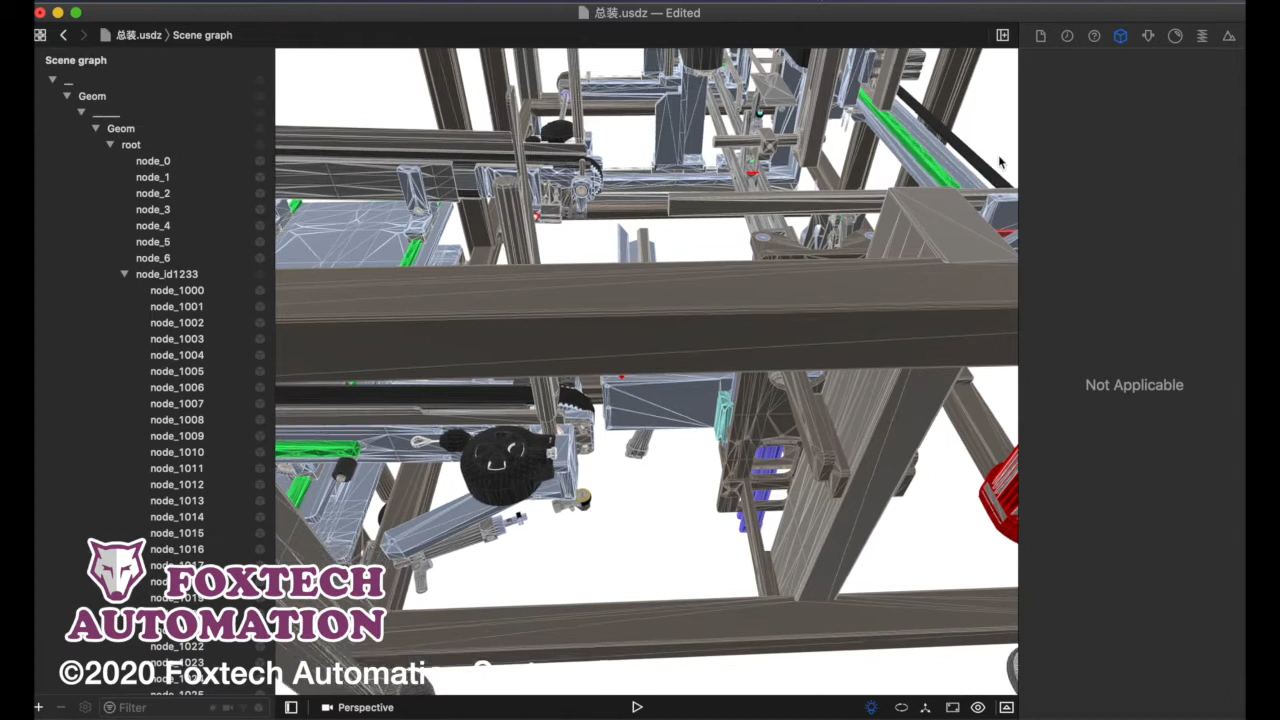 总装.usdz — Edited
总装.usdz 〉 Scene graph
Scene graph
Geom
Geom
root
node_0
node_1
node_2
node_3
node_4
node_5
node_6
node_id1233
node_1000
node_1001
node_1002
node_1003
node_1004
node_1005
node_1006
node_1007
node_1008
node_1009
node_1010
node_1011
node_1012
node_1013
node_1014
node_1015
node_1016
node_1022
Not Applicable
FOXTECH
AUTOMATION
©2020 Foxtech Automation
Filter
Perspective